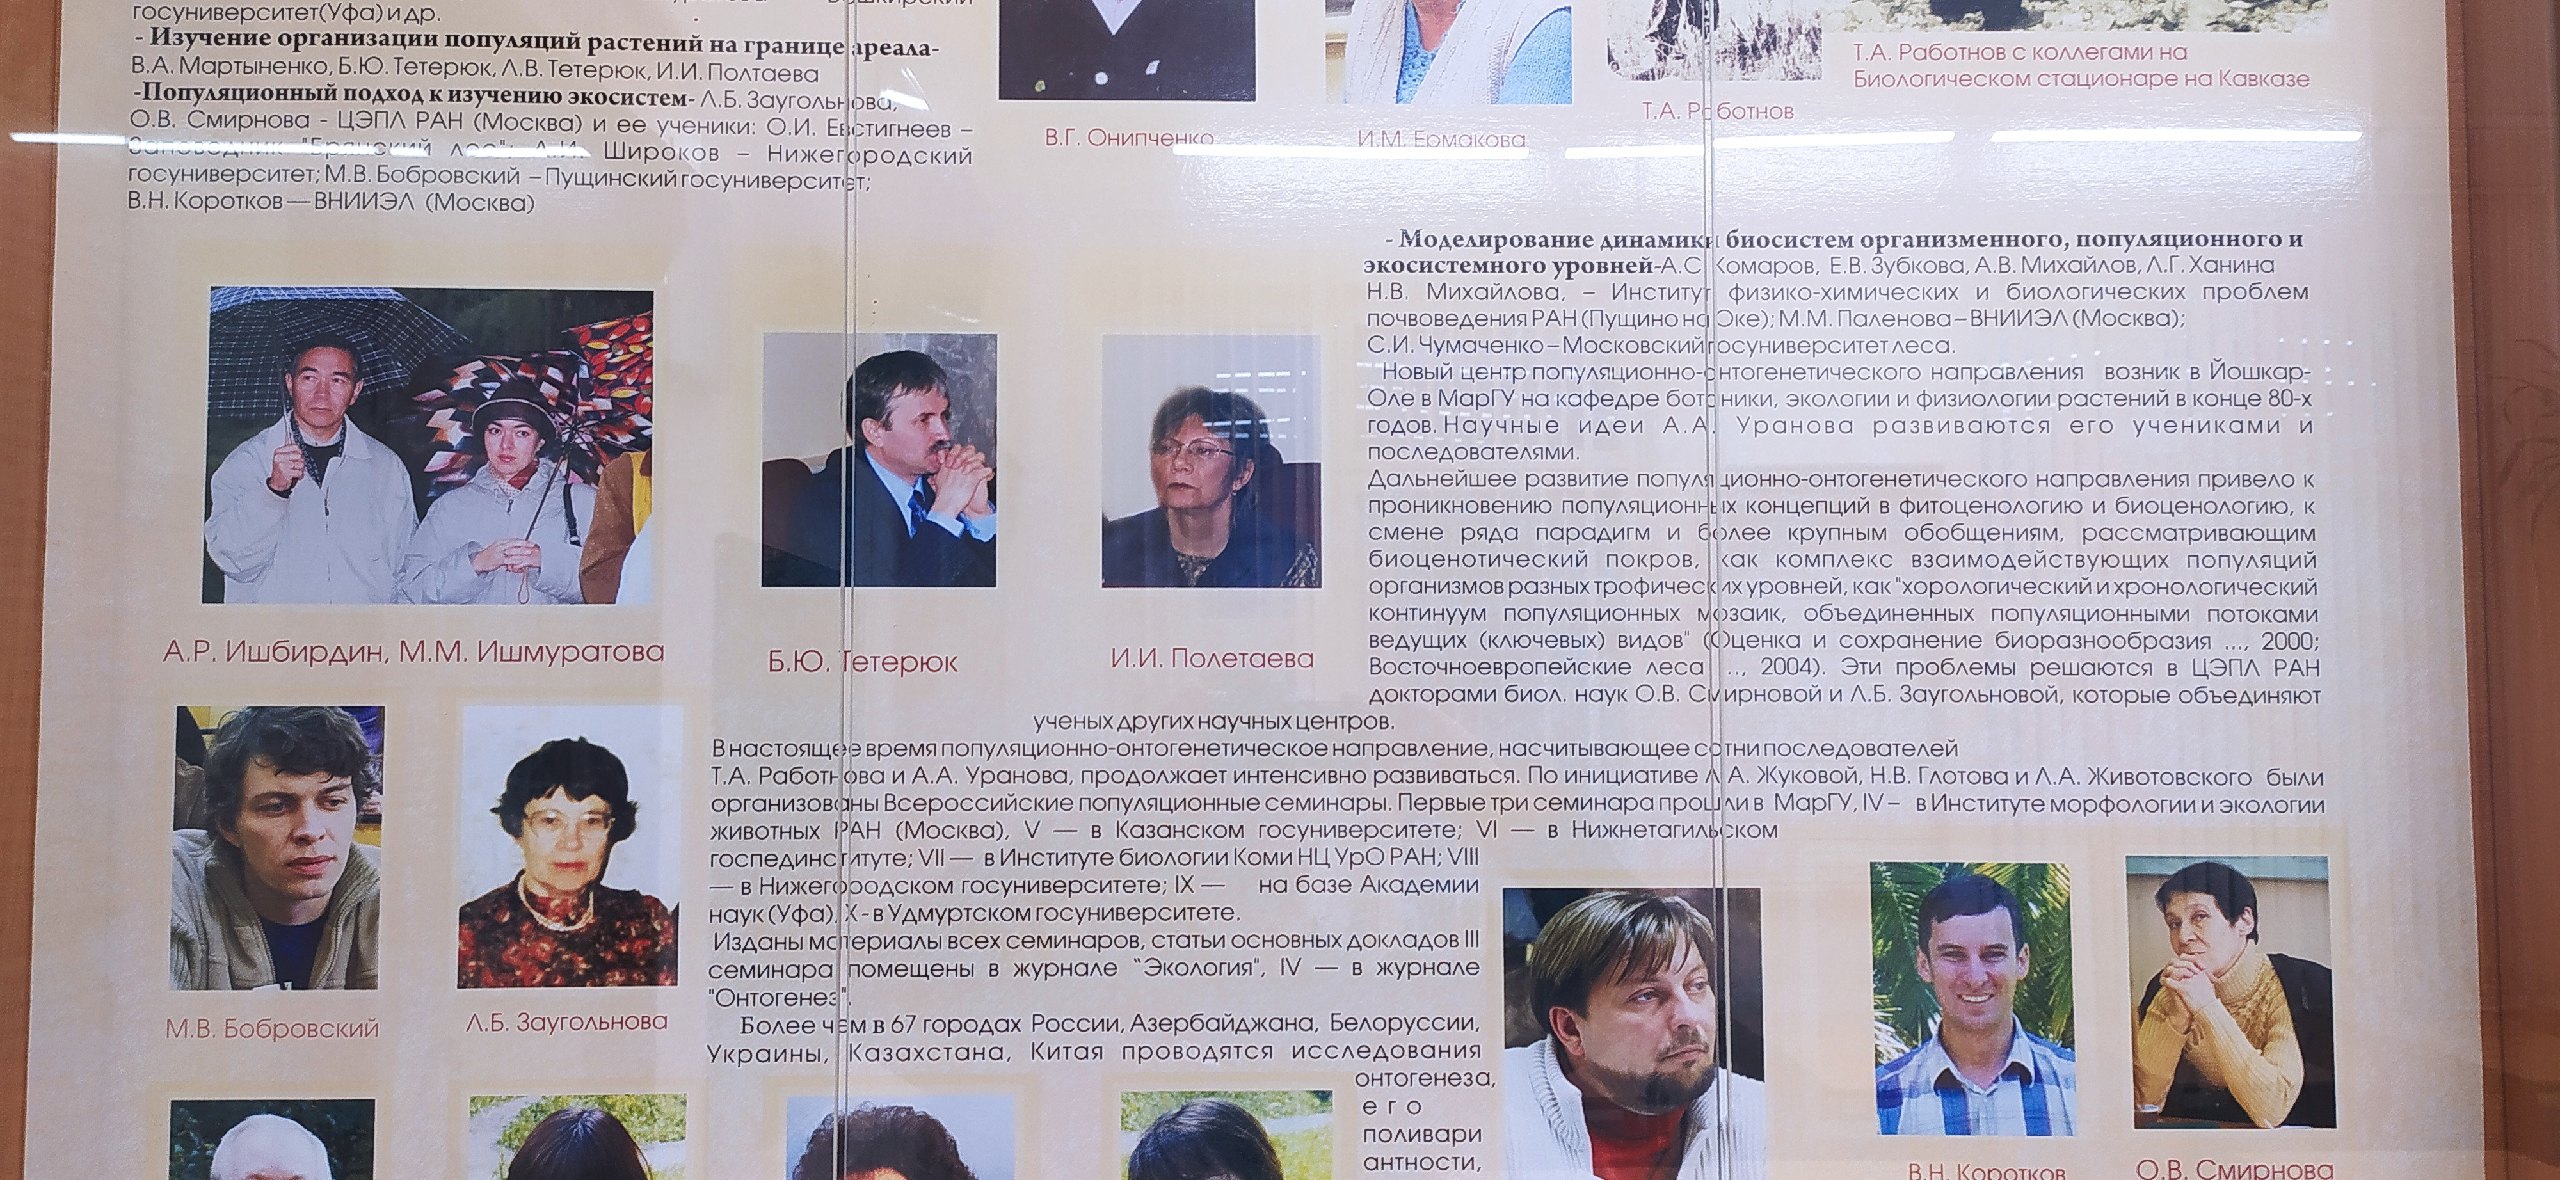 госуниверситет(Уфа) и др.
- Изучение организации популяций растений на границе ареала-
В.А. Мартыненко, Б.Ю. Тетерюк, Л.В. Тетерюк, И.И. Полтаева
-Популяционный подход к изучению экосистем- Л.Б. Заугольнова,
О.В. Смирнова - ЦЭПЛ РАН (Москва) и ее ученики: О.И. Евстигнеев –
Заповедник "Брянский лес"; А.И. Широков – Нижегородский
госуниверситет; М.В. Бобровский – Пущинский госуниверситет;
В.Н. Коротков — ВНИИЭЛ (Москва)
В.Г. Онипченко
И.М. Ермакова
Т.А. Работнов
Т.А. Работнов с коллегами на
Биологическом стационаре на Кавказе
- Моделирование динамики биосистем организменного, популяционного и
экосистемного уровней-А.С. Комаров, Е.В. Зубкова, А.В. Михайлов, Л.Г. Ханина
Н.В. Михайлова, – Институт физико-химических и биологических проблем
почвоведения РАН (Пущино на Оке); М.М. Паленова – ВНИИЭЛ (Москва);
С.И. Чумаченко – Московский госуниверситет леса.
Новый центр популяционно-онтогенетического направления возник в Йошкар-
Оле в МарГУ на кафедре ботаники, экологии и физиологии растений в конце 80-х
годов. Научные идеи А.А. Уранова развиваются его учениками и
последователями.
Дальнейшее развитие популяционно-онтогенетического направления привело к
проникновению популяционных концепций в фитоценологию и биоценологию, к
смене ряда парадигм и более крупным обобщениям, рассматривающим
биоценотический покров, как комплекс взаимодействующих популяций
организмов разных трофических уровней, как "хорологический и хронологический
континуум популяционных мозаик, объединенных популяционными потоками
ведущих (ключевых) видов" (Оценка и сохранение биоразнообразия ..., 2000;
Восточноевропейские леса ..., 2004). Эти проблемы решаются в ЦЭПЛ РАН
докторами биол. наук О.В. Смирновой и Л.Б. Заугольновой, которые объединяют
ученых других научных центров.
А.Р. Ишбирдин, М.М. Ишмуратова
Б.Ю. Тетерюк
И.И. Полетаева
В настоящее время популяционно-онтогенетическое направление, насчитывающее сотни последователей
Т.А. Работнова и А.А. Уранова, продолжает интенсивно развиваться. По инициативе Л.А. Жуковой, Н.В. Глотова и Л.А. Животовского были
организованы Всероссийские популяционные семинары. Первые три семинара прошли в МарГУ, IV – в Институте морфологии и экологии
животных РАН (Москва), V — в Казанском госуниверситете; VI — в Нижнетагильском
госпединституте; VII — в Институте биологии Коми НЦ УрО РАН; VIII
— в Нижегородском госуниверситете; IX — на базе Академии
наук (Уфа), X - в Удмуртском госуниверситете.
Изданы материалы всех семинаров, статьи основных докладов III
семинара помещены в журнале "Экология", IV — в журнале
"Онтогенез".
Более чем в 67 городах России, Азербайджана, Белоруссии,
Украины, Казахстана, Китая проводятся исследования
онтогенеза,
его
поливари
антности,
М.В. Бобровский
Л.Б. Заугольнова
В.Н. Коротков
О.В. Смирнова